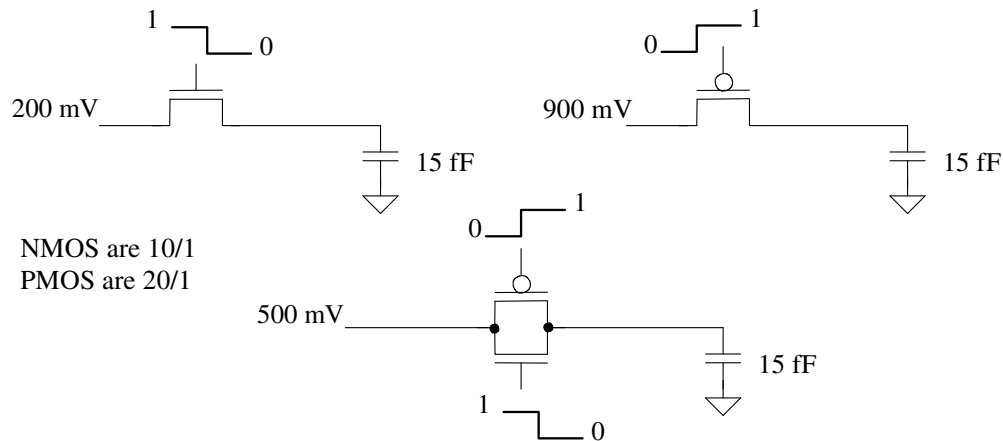 1
0
200 mV
15 fF
0
1
900 mV
15 fF
NMOS are 10/1
PMOS are 20/1
0
1
500 mV
15 fF
1
0